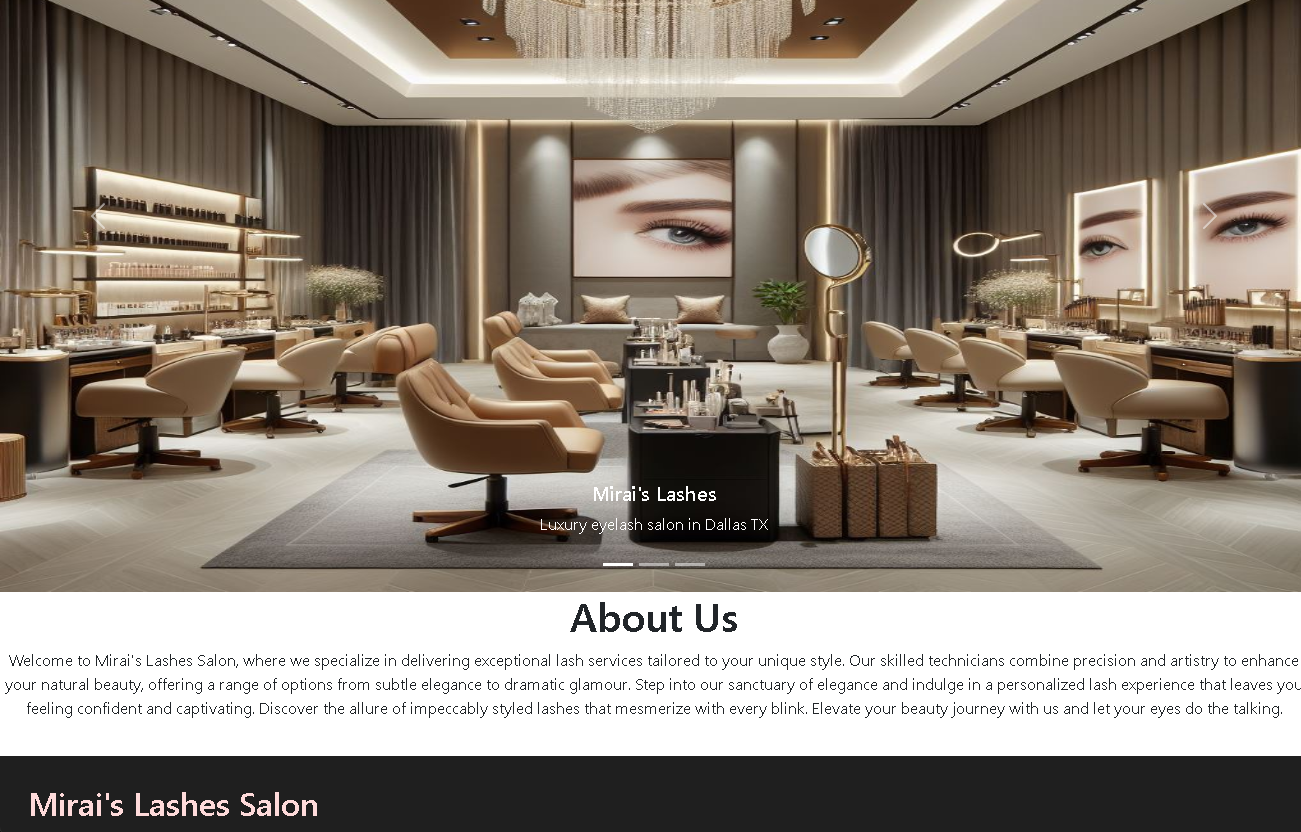 Mirai's Lashes
Luxury eyelash salon in Dallas TX
About Us
Welcome to Mirai's Lashes Salon, where we specialize in delivering exceptional lash services tailored to your unique style. Our skilled technicians combine precision and artistry to enhance
your natural beauty, offering a range of options from subtle elegance to dramatic glamour. Step into our sanctuary of elegance and indulge in a personalized lash experience that leaves you
feeling confident and captivating. Discover the allure of impeccably styled lashes that mesmerize with every blink. Elevate your beauty journey with us and let your eyes do the talking.
Mirai's Lashes Salon